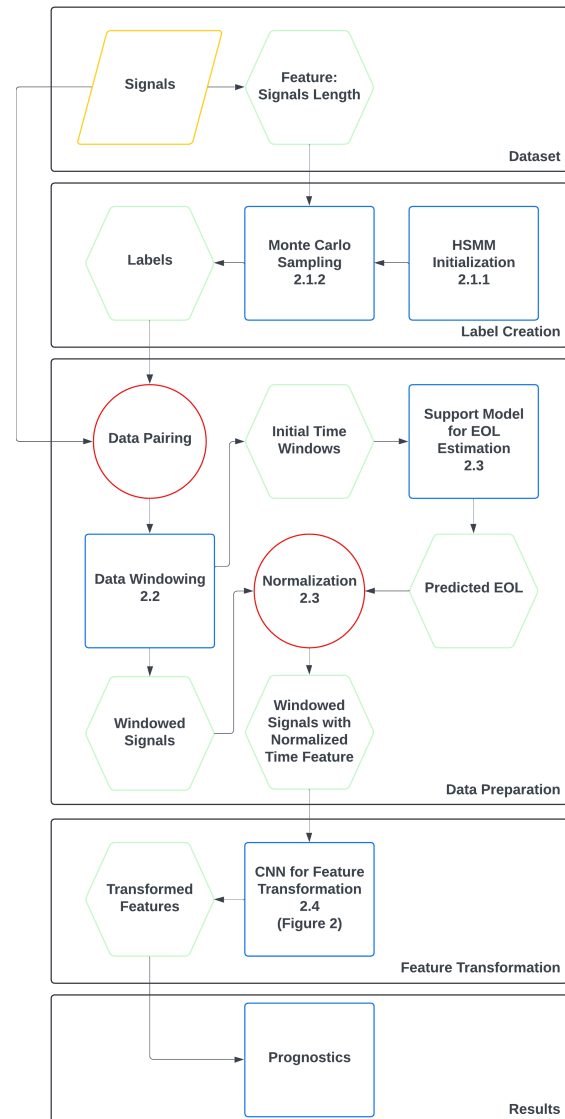 Signals
Feature:
Signals Length
Dataset
Labels
Monte Carlo
Sampling
2.1.2
HSMM
Initialization
2.1.1
Label Creation
Data Pairing
Initial Time
Windows
Support Model
for EOL
Estimation
2.3
Data Windowing
2.2
Normalization
2.3
Predicted EOL
Windowed
Signals
Windowed
Signals with
Normalized
Time Feature
Data Preparation
Transformed
Features
CNN for Feature
Transformation
2.4
(Figure 2)
Feature Transformation
Prognostics
Results